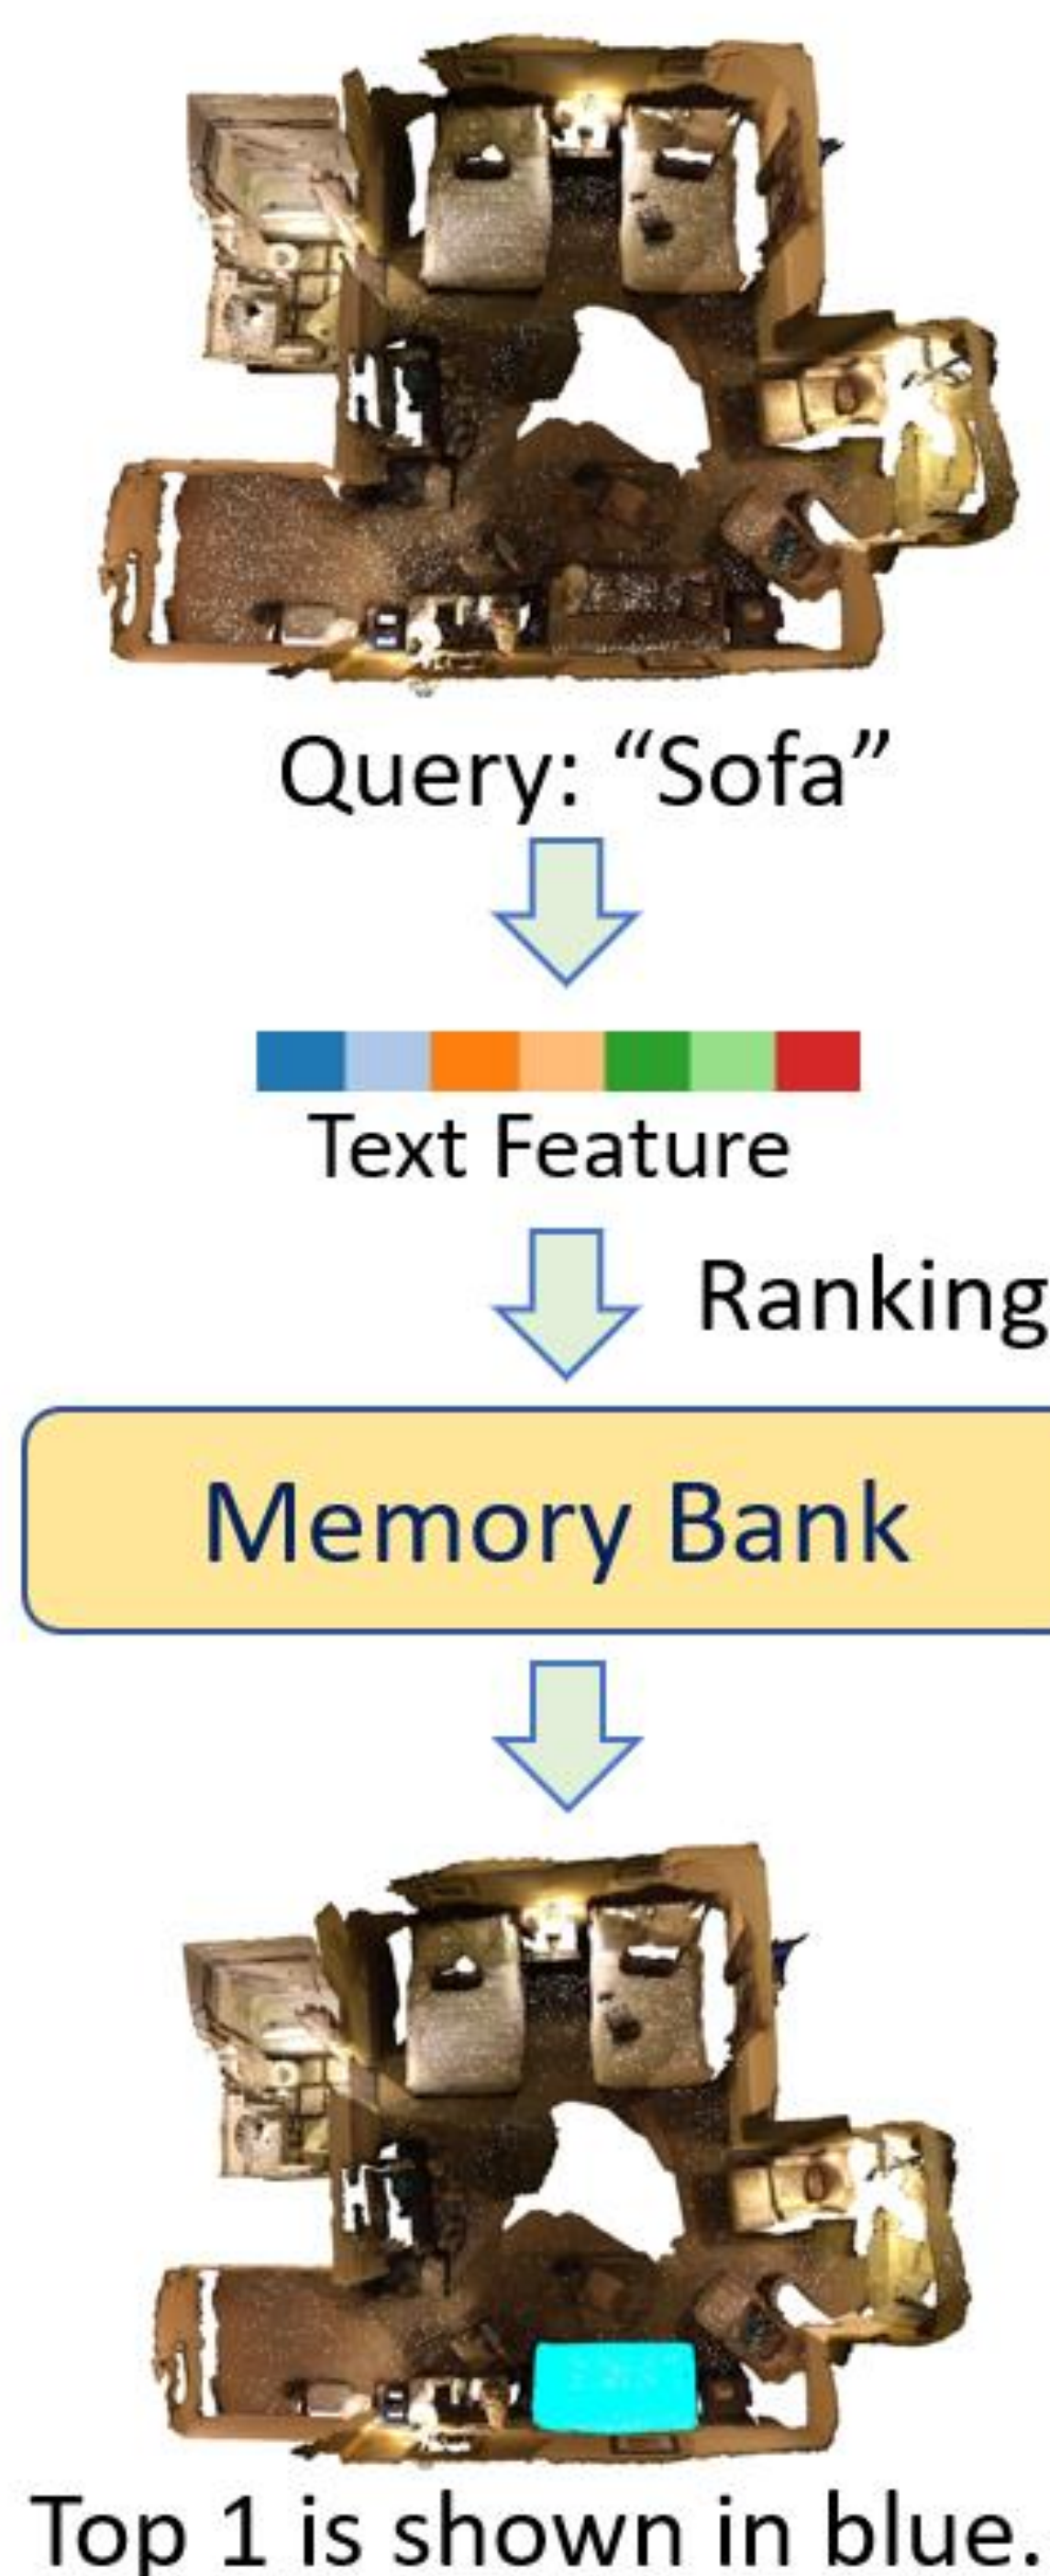 Query: “Sofa”
Text Feature
Ranking
Memory Bank
Top 1 is shown in blue.